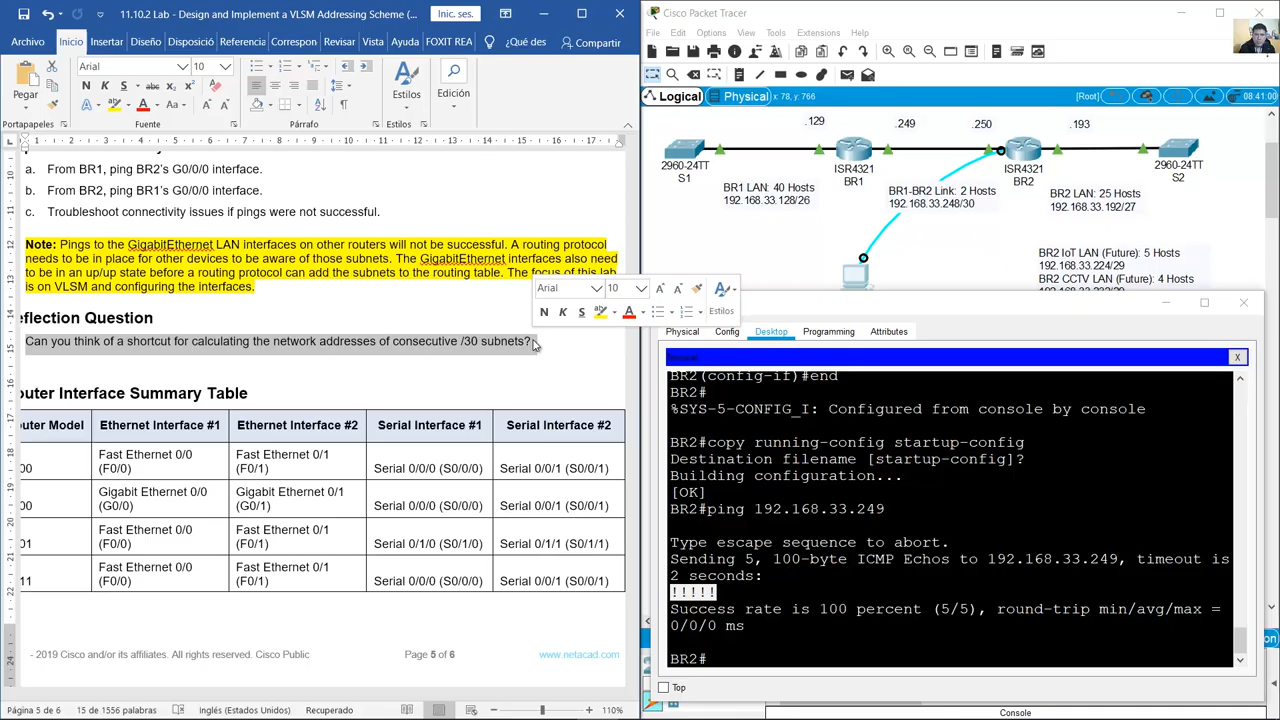 11.10.2 Lab - Design and Implement a VLSM Addressing Scheme
Inic. ses.
Archivo
Inicio
Insertar
Disposició
Referencia
Correspon
Revisar
Vista
Ayuda
FOXIT REA
¿Qué des
Compartir
Pegar
Arial
10
Estilos
Edición
Portapapeles
Fuente
Estilos
a. From BR1, ping BR2's G0/0/0 interface.
b. From BR2, ping BR1's G0/0/0 interface.
c. Troubleshoot connectivity issues if pings were not successful.
Note: Pings to the GigabitEthernet LAN interfaces on other routers will not be successful. A routing protocol
needs to be in place for other devices to be aware of those subnets. The GigabitEthernet interfaces also need
to be in an up/up state before a routing protocol can add the subnets to the routing table. The focus of this lab
is on VLSM and configuring the interfaces.
Arial
10
N K S
Estilos
eflection Question
think of a shortcut for calculating the network addresses of consecutive /30 subnets?
outer Interface Summary Table
outer Model Ethernet Interface #1 Ethernet Interface #2 Serial Interface #1 Serial Interface #2
00 Fast Ethernet 0/0 (F0/0) Fast Ethernet 0/1 (F0/1) Serial 0/0/0 (S0/0/0) Serial 0/0/1 (S0/0/1)
00 Gigabit Ethernet 0/0 (G0/0) Gigabit Ethernet 0/1 (G0/1) Serial 0/0/0 (S0/0/0) Serial 0/0/1 (S0/0/1)
01 Fast Ethernet 0/0 (F0/0) Fast Ethernet 0/1 (F0/1) Serial 0/1/0 (S0/1/0) Serial 0/1/1 (S0/1/1)
11 Fast Ethernet 0/0 (F0/0) Fast Ethernet 0/1 (F0/1) Serial 0/0/0 (S0/0/0) Serial 0/0/1 (S0/0/1)
- 2019 Cisco and/or its affiliates. All rights reserved. Cisco Public Page 5 of 6 www.netacad.com
Página 5 de 6 15 de 1556 palabras Inglés (Estados Unidos) Recuperado 110%
Cisco Packet Tracer
File Edit Options View Tools Extensions Help
Logical Physical x: 78, y: 766 [Root] 08:41:00
.129 .249 .250 .193
2960-24TT
S1
ISR4321
BR1
ISR4321
BR2
2960-24TT
S2
BR1 LAN: 40 Hosts
192.168.33.128/26
BR1-BR2 Link: 2 Hosts
192.168.33.248/30
BR2 LAN: 25 Hosts
192.168.33.192/27
BR2 IoT LAN (Future): 5 Hosts
192.168.33.224/29
BR2 CCTV LAN (Future): 4 Hosts
Physical Config Desktop Programming Attributes
X
BR2(config-if)#end
BR2#
%SYS-5-CONFIG_I: Configured from console by console
BR2#copy running-config startup-config
Destination filename [startup-config]?
Building configuration...
[OK]
BR2#ping 192.168.33.249
Type escape sequence to abort.
Sending 5, 100-byte ICMP Echos to 192.168.33.249, timeout is
2 seconds:
!!!!!
Success rate is 100 percent (5/5), round-trip min/avg/max =
0/0/0 ms
BR2#
Top
Console